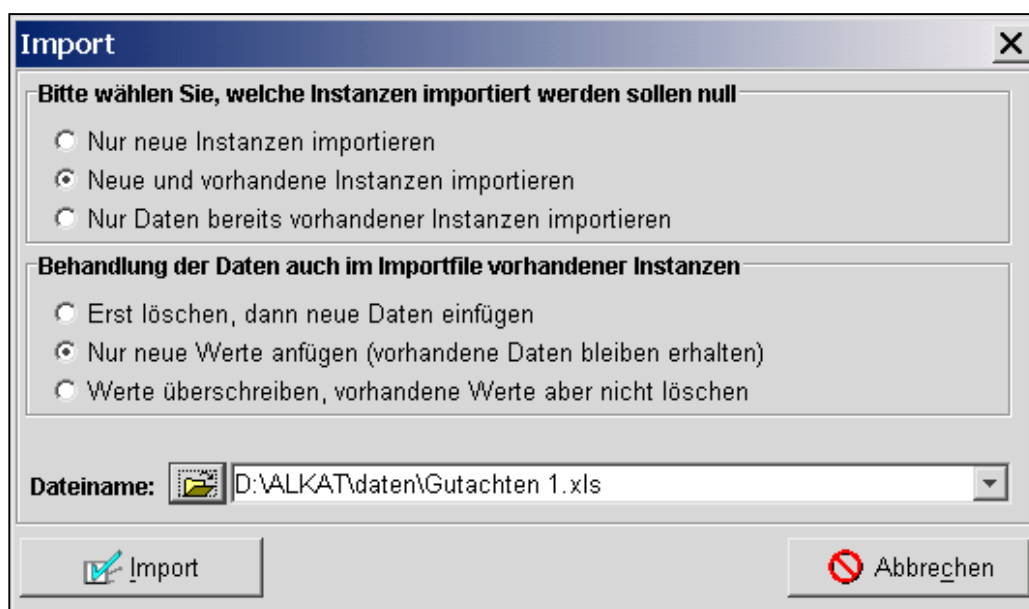 Import
Bitte wählen Sie, welche Instanzen importiert werden sollen null
Nur neue Instanzen importieren
Neue und vorhandene Instanzen importieren
Nur Daten bereits vorhandener Instanzen importieren
Behandlung der Daten auch im Importfile vorhandener Instanzen
Erst löschen, dann neue Daten einfügen
Nur neue Werte anfügen (vorhandene Daten bleiben erhalten)
Werte überschreiben, vorhandene Werte aber nicht löschen
Dateiname: D:\ALKAT\daten\Gutachten 1.xls
Import Abbrechen